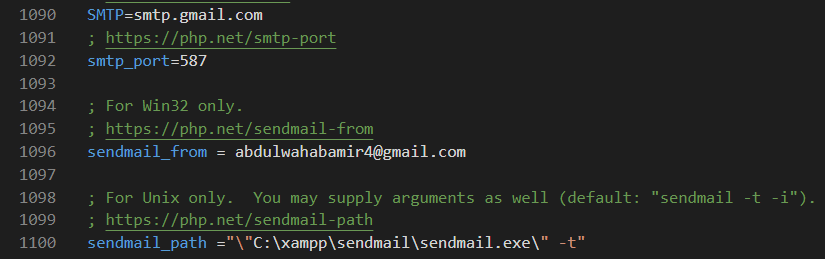 1090 SMTP=smtp.gmail.com
1091 ; https://php.net/smtp-port
1092 smtp_port=587
1093
1094 ; For Win32 only.
1095 ; https://php.net/sendmail-from
1096 sendmail_from = abdulwahabamir4@gmail.com
1097
1098 ; For Unix only.  You may supply arguments as well (default: "sendmail -t -i").
1099 ; https://php.net/sendmail-path
1100 sendmail_path ="\"C:\xampp\sendmail\sendmail.exe\" -t"